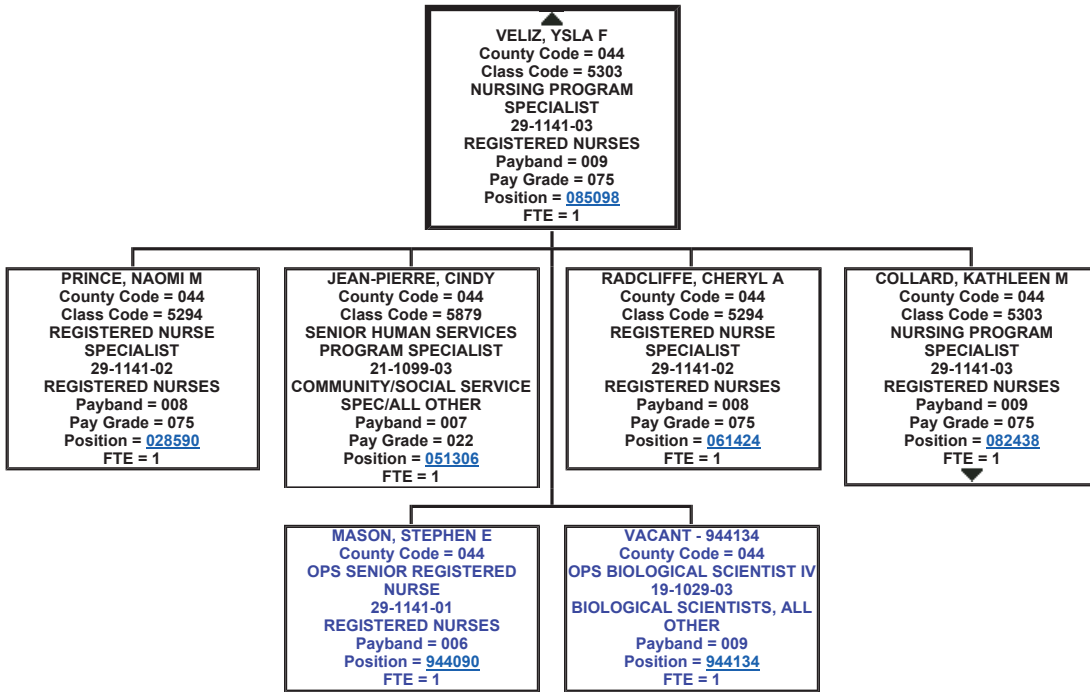 VELIZ, YSLA F
County Code = 044
Class Code = 5303
NURSING PROGRAM
SPECIALIST
29-1141-03
REGISTERED NURSES
Payband = 009
Pay Grade = 075
Position = 085098
FTE = 1
PRINCE, NAOMI M
County Code = 044
Class Code = 5294
REGISTERED NURSE
SPECIALIST
29-1141-02
REGISTERED NURSES
Payband = 008
Pay Grade = 075
Position = 028590
FTE = 1
JEAN-PIERRE, CINDY
County Code = 044
Class Code = 5879
SENIOR HUMAN SERVICES
PROGRAM SPECIALIST
21-1099-03
COMMUNITY/SOCIAL SERVICE
SPEC/ALL OTHER
Payband = 007
Pay Grade = 022
Position = 051306
FTE = 1
RADCLIFFE, CHERYL A
County Code = 044
Class Code = 5294
REGISTERED NURSE
SPECIALIST
29-1141-02
REGISTERED NURSES
Payband = 008
Pay Grade = 075
Position = 061424
FTE = 1
COLLARD, KATHLEEN M
County Code = 044
Class Code = 5303
NURSING PROGRAM
SPECIALIST
29-1141-03
REGISTERED NURSES
Payband = 009
Pay Grade = 075
Position = 082438
FTE = 1
MASON, STEPHEN E
County Code = 044
OPS SENIOR REGISTERED
NURSE
29-1141-01
REGISTERED NURSES
Payband = 006
Position = 944090
FTE = 1
VACANT - 944134
County Code = 044
OPS BIOLOGICAL SCIENTIST IV
19-1029-03
BIOLOGICAL SCIENTISTS, ALL
OTHER
Payband = 009
Position = 944134
FTE = 1